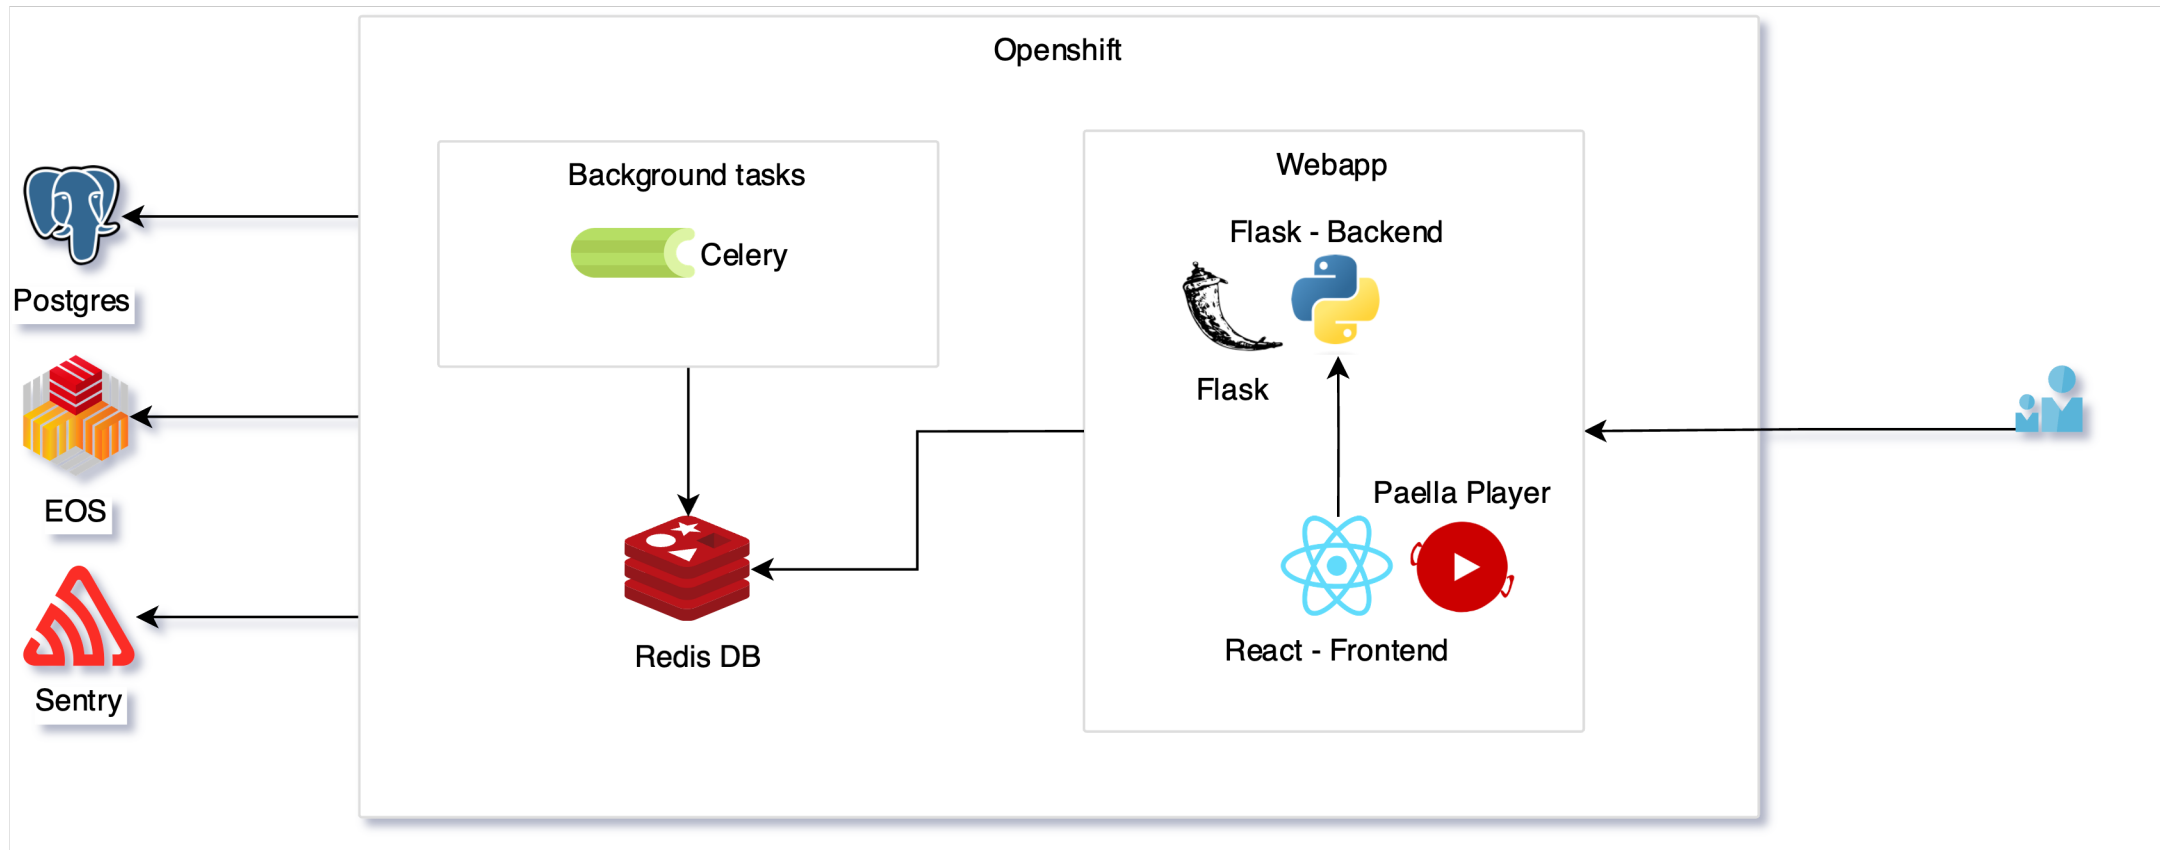 Openshift
Background tasks
Celery
Webapp
Flask - Backend
Flask
Paella Player
React - Frontend
Redis DB
Postgres
EOS
Sentry